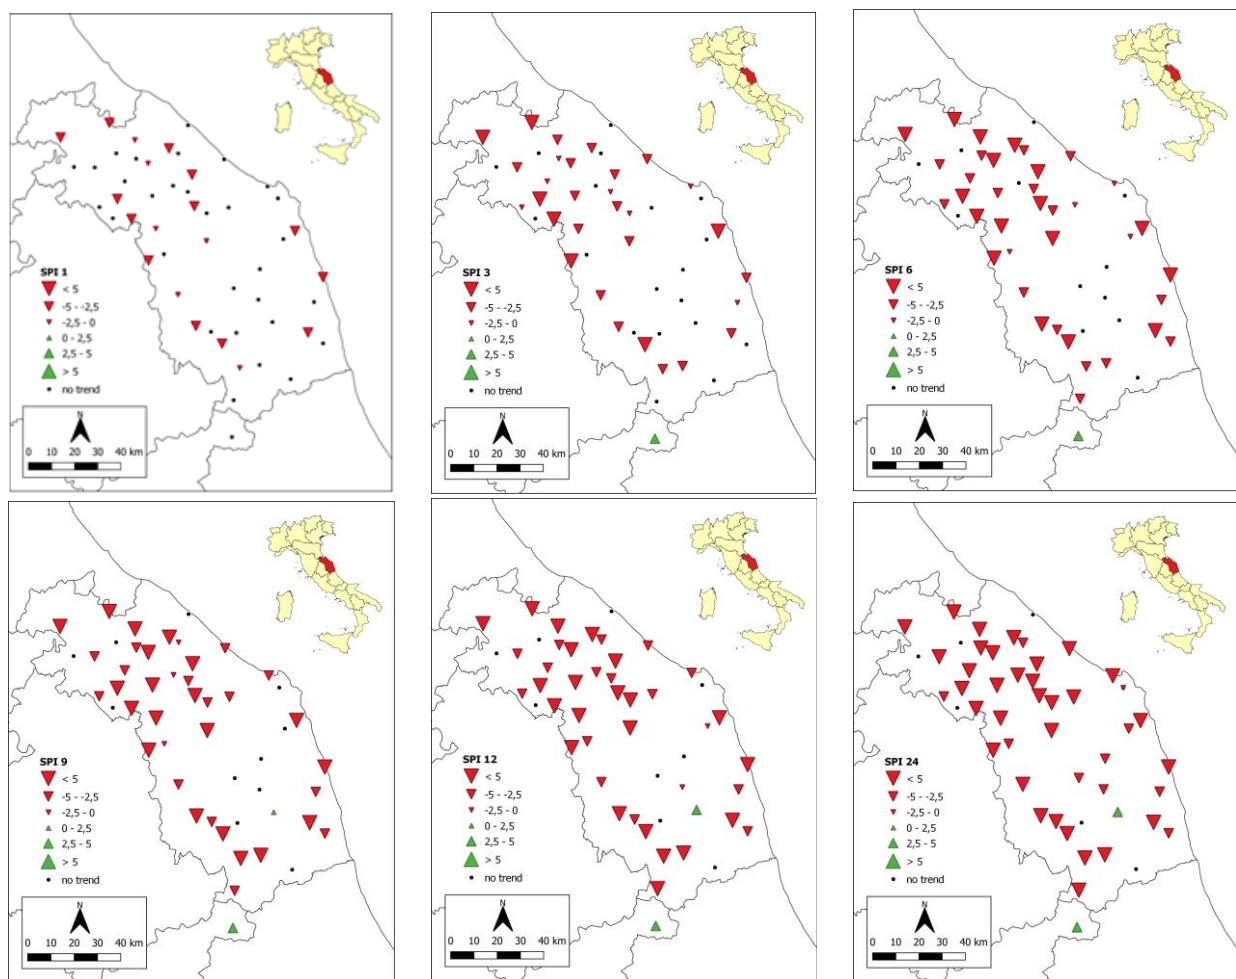 SPI 1
< 5
-5 - -2,5
-2,5 - 0
0 - 2,5
2,5 - 5
> 5
no trend
N
0 10 20 30 40 km
SPI 3
< 5
-5 - -2,5
-2,5 - 0
0 - 2,5
2,5 - 5
> 5
no trend
N
0 10 20 30 40 km
SPI 6
< 5
-5 - -2,5
-2,5 - 0
0 - 2,5
2,5 - 5
> 5
no trend
N
0 10 20 30 40 km
SPI 9
< 5
-5 - -2,5
-2,5 - 0
0 - 2,5
2,5 - 5
> 5
no trend
N
0 10 20 30 40 km
SPI 12
< 5
-5 - -2,5
-2,5 - 0
0 - 2,5
2,5 - 5
> 5
no trend
N
0 10 20 30 40 km
SPI 24
< 5
-5 - -2,5
-2,5 - 0
0 - 2,5
2,5 - 5
> 5
no trend
N
0 10 20 30 40 km